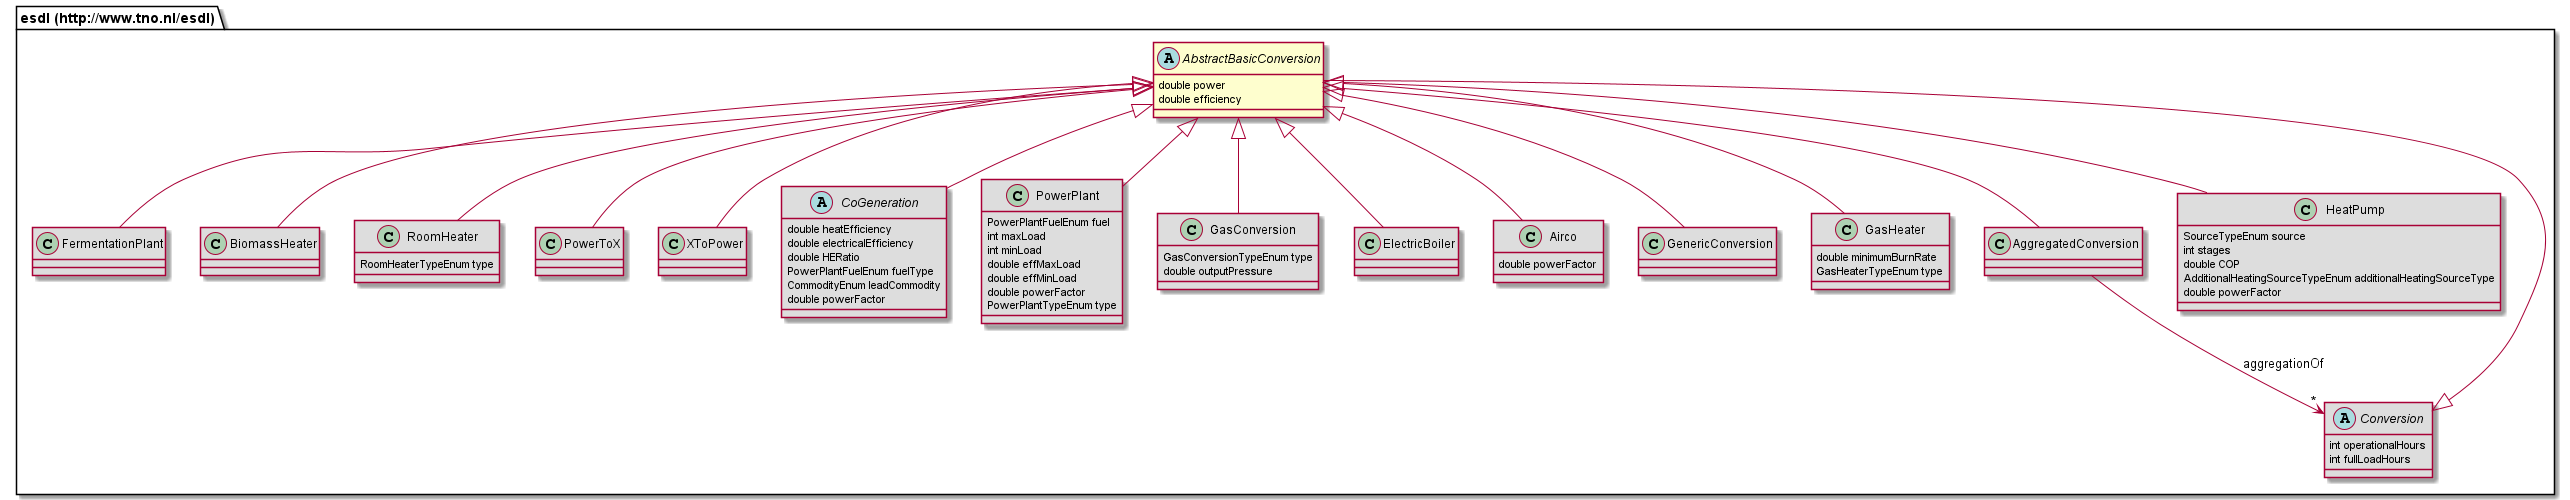 esdl (http://www.tno.nl/esdl)
A AbstractBasicConversion
double power
double efficiency
C FermentationPlant
C BiomassHeater
C RoomHeater
RoomHeaterTypeEnum type
C PowerToX
C XToPower
A CoGeneration
double heatEfficiency
double electricalEfficiency
double HERatio
PowerPlantFuelEnum fuelType
CommodityEnum leadCommodity
double powerFactor
C PowerPlant
PowerPlantFuelEnum fuel
int maxLoad
int minLoad
double effMaxLoad
double effMinLoad
double powerFactor
PowerPlantTypeEnum type
C GasConversion
GasConversionTypeEnum type
double outputPressure
C ElectricBoiler
C Airco
double powerFactor
C GenericConversion
C GasHeater
double minimumBurnRate
GasHeaterTypeEnum type
C AggregatedConversion
C HeatPump
SourceTypeEnum source
int stages
double COP
AdditionalHeatingSourceTypeEnum additionalHeatingSourceType
double powerFactor
aggregationOf
*
A Conversion
int operationalHours
int fullLoadHours